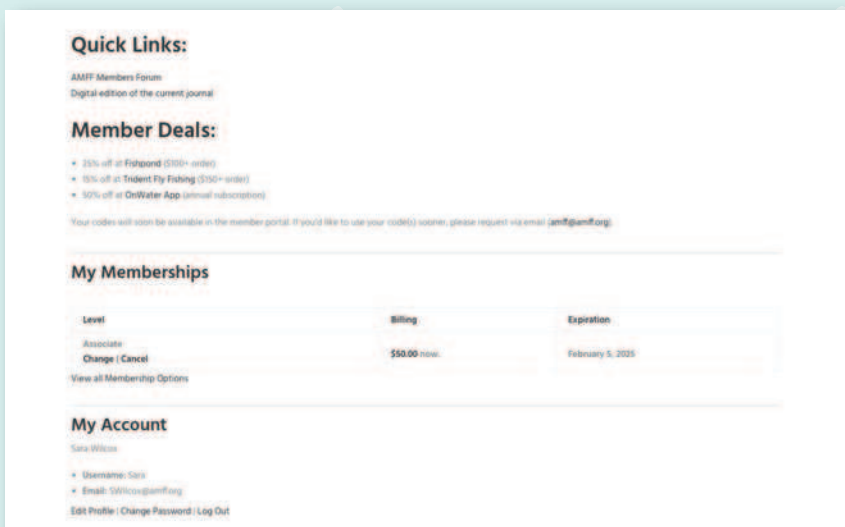 Quick Links:
AMFF Members Forum
Digital edition of the current journal
Member Deals:
• 25% off at Fishpond ($100+ order)
• 15% off at Trident Fly Fishing ($150+ order)
• 50% off at OnWater App (annual subscription)
Your codes will soon be available in the member portal. If you'd like to use your code(s) sooner, please request via email (amff@amff.org)
My Memberships
Level Billing Expiration
Associate
Change | Cancel $50.00 now. February 5, 2025
View all Membership Options
My Account
Sara Wilcox
• Username: Sara
• Email: SWilcox@amff.org
Edit Profile | Change Password | Log Out